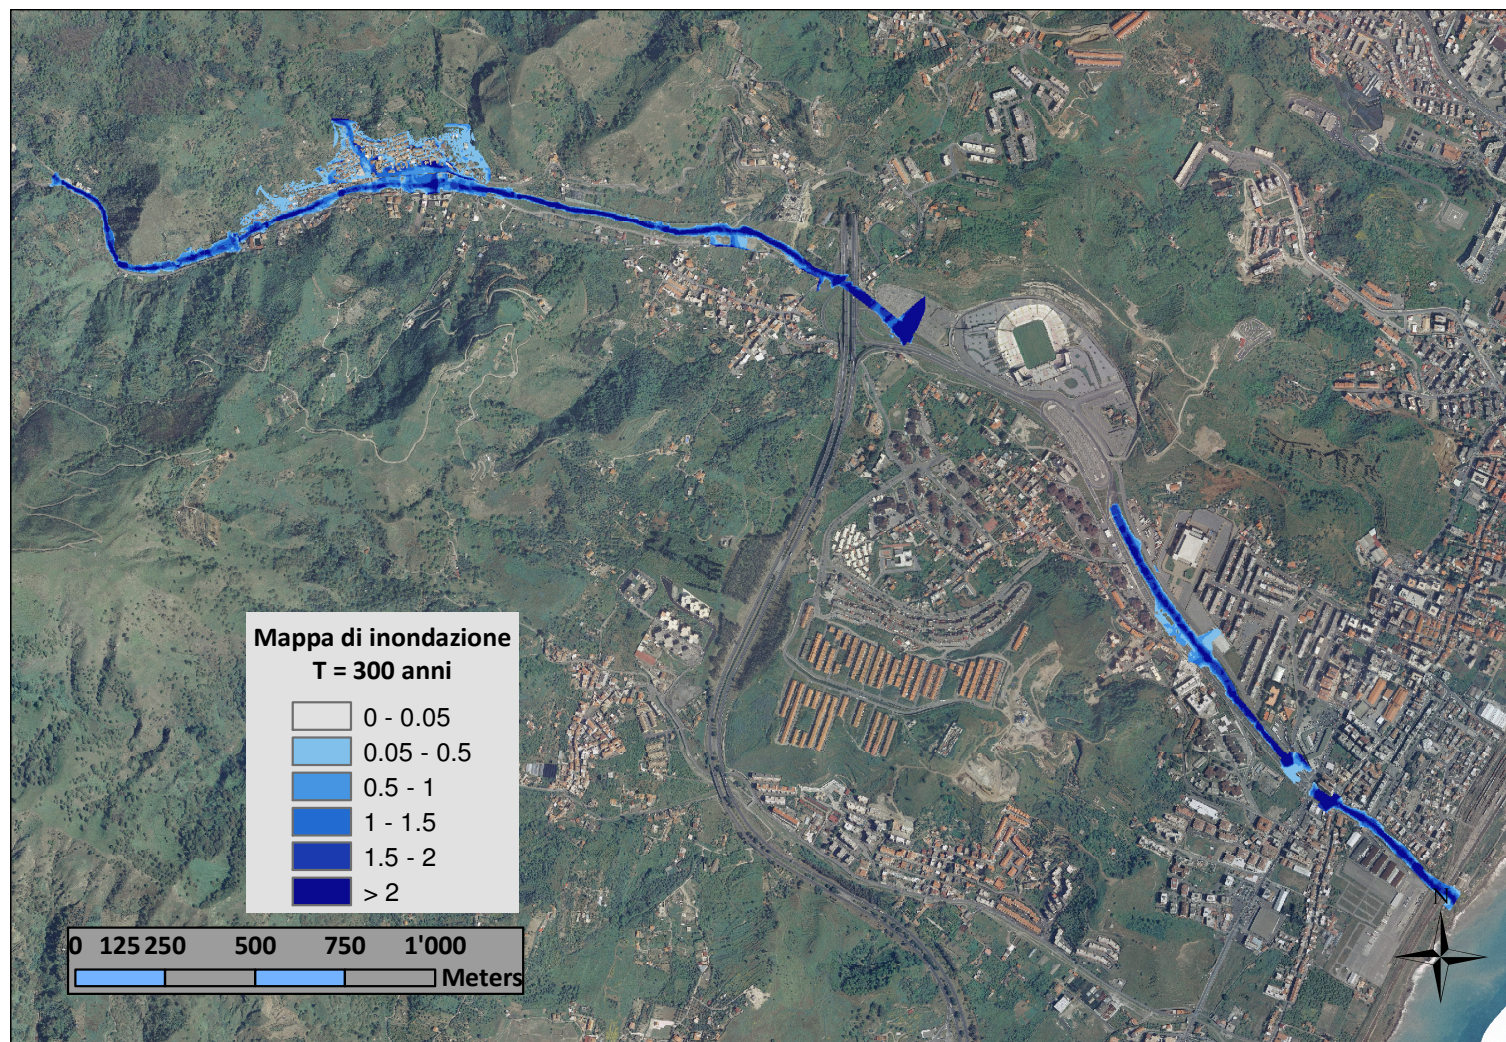 Mappa di inondazione
T = 300 anni
0 - 0.05
0.05 - 0.5
0.5 - 1
1 - 1.5
1.5 - 2
> 2
0 125 250 500 750 1'000
Meters
N